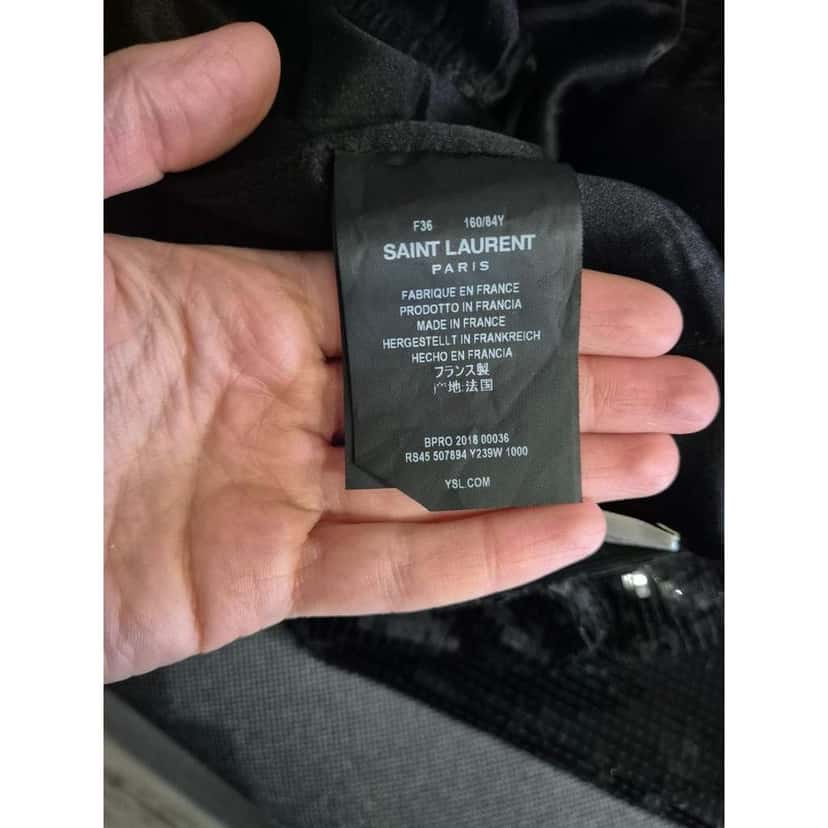 F36 160/84Y
SAINT LAURENT
PARIS
FABRIQUE EN FRANCE
PRODOTTO IN FRANCIA
MADE IN FRANCE
HERGESTELLT IN FRANKREICH
HECHO EN FRANCIA
フランス製
产地:法国
BPRO 2018 00036
RS45 507894 Y239W 1000
YSL.COM